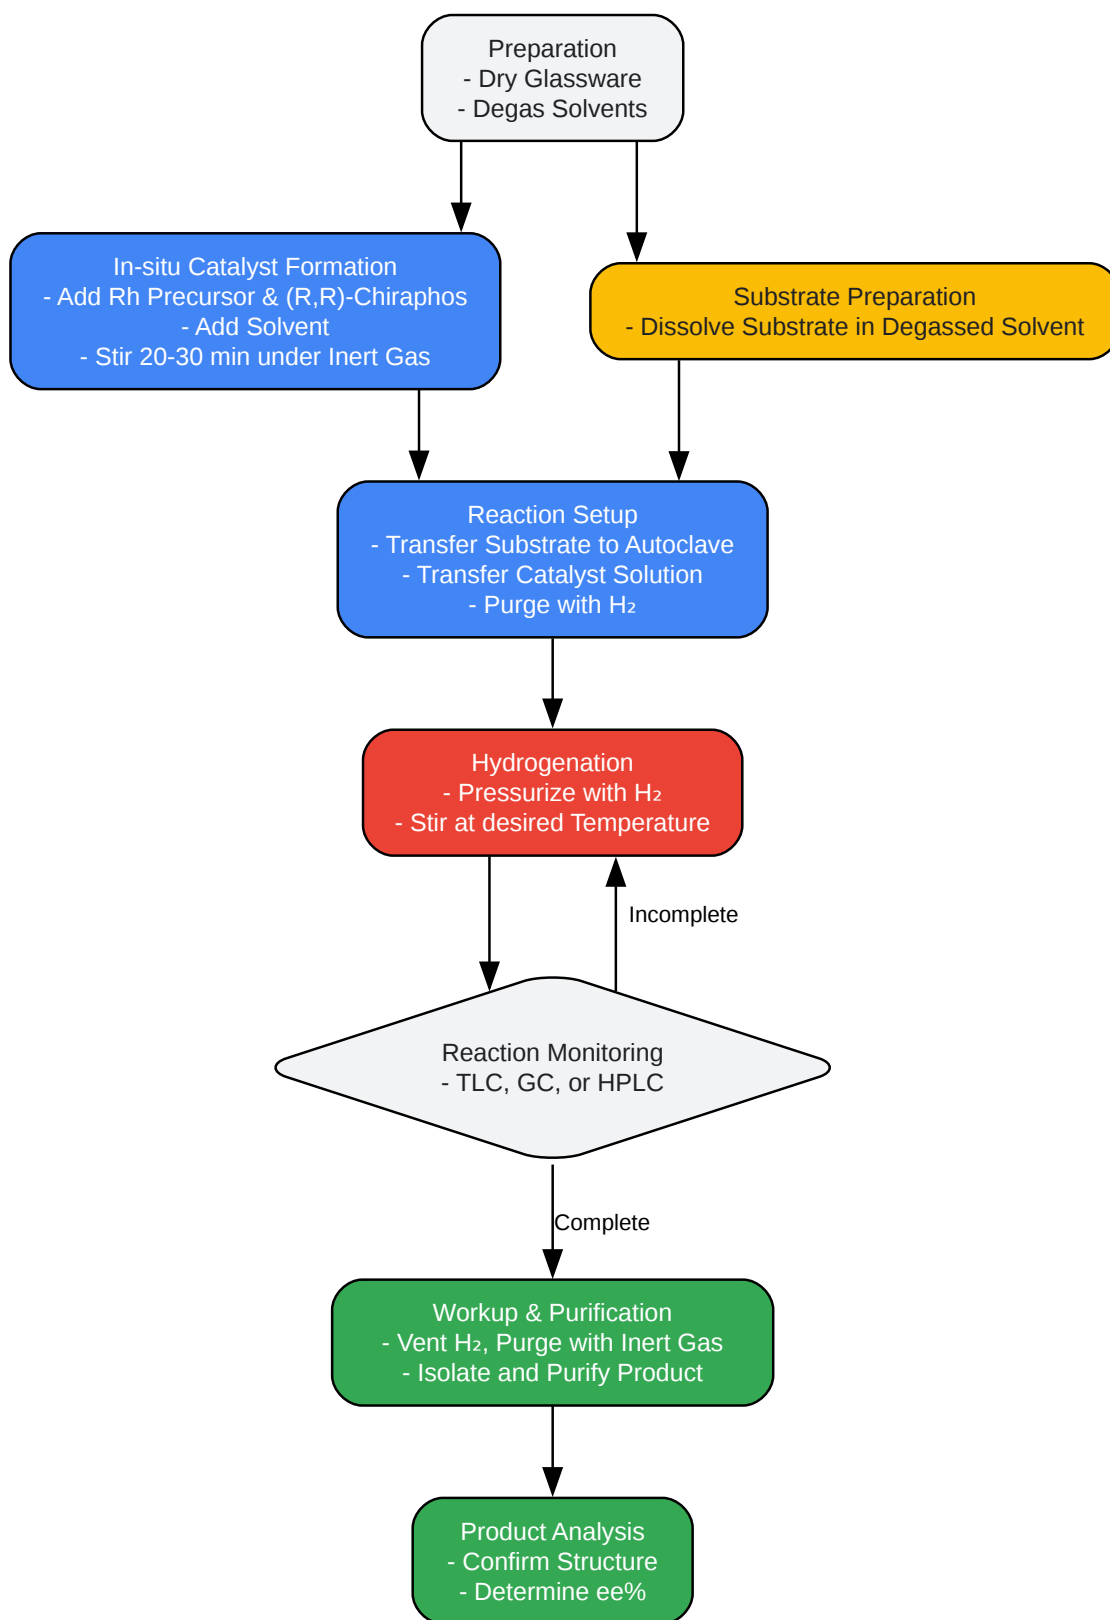 Preparation
- Dry Glassware
- Degas Solvents
In-situ Catalyst Formation
- Add Rh Precursor & (R,R)-Chiraphos
- Add Solvent
- Stir 20-30 min under Inert Gas
Substrate Preparation
- Dissolve Substrate in Degassed Solvent
Reaction Setup
- Transfer Substrate to Autoclave
- Transfer Catalyst Solution
- Purge with H₂
Hydrogenation
- Pressurize with H₂
- Stir at desired Temperature
Incomplete
Reaction Monitoring
- TLC, GC, or HPLC
Complete
Workup & Purification
- Vent H₂, Purge with Inert Gas
- Isolate and Purify Product
Product Analysis
- Confirm Structure
- Determine ee%